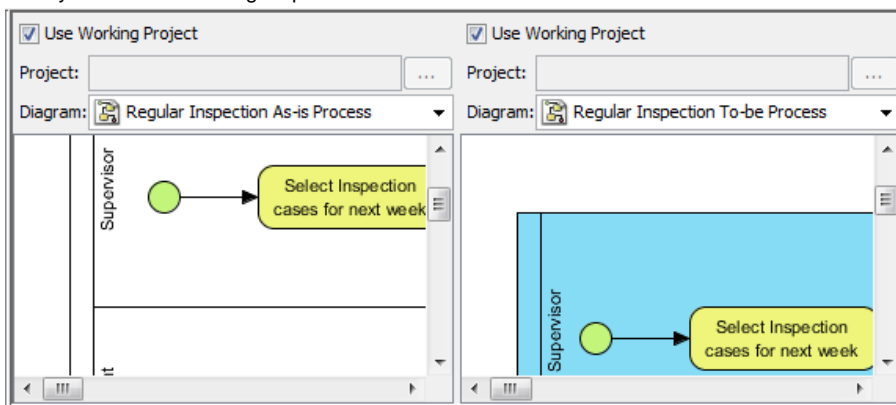 Use Working Project
Project:
...
Diagram: Regular Inspection As-is Process
Supervisor
Select Inspection
cases for next week
Use Working Project
Project:
...
Diagram: Regular Inspection To-be Process
Supervisor
Select Inspection
cases for next week